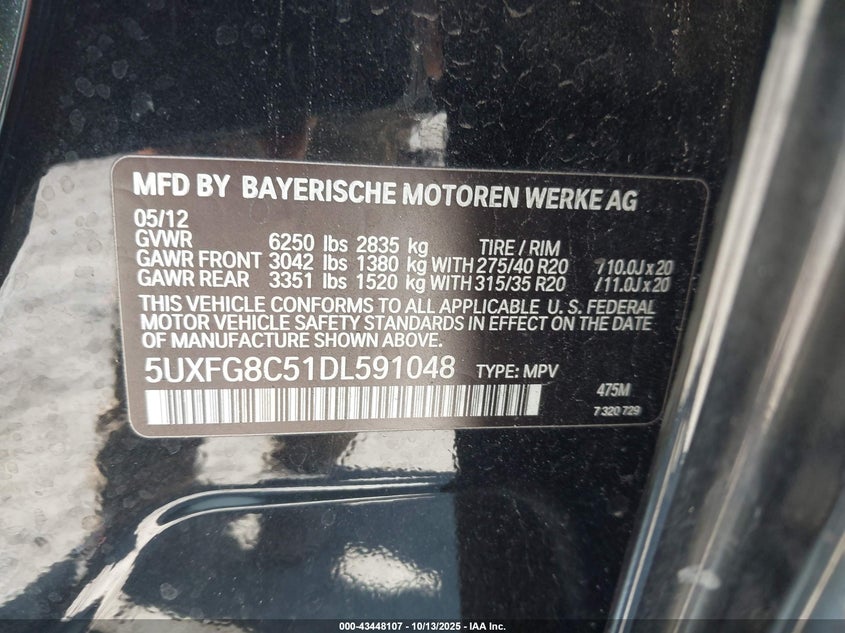 MFD BY BAYERISCHE MOTOREN WERKE AG
05/12
GVWR 6250 lbs 2835 kg TIRE / RIM
GAWR FRONT 3042 lbs 1380 kg WITH 275/40 R20 /10.0J x 20
GAWR REAR 3351 lbs 1520 kg WITH 315/35 R20 /11.0J x 20
THIS VEHICLE CONFORMS TO ALL APPLICABLE U. S. FEDERAL
MOTOR VEHICLE SAFETY STANDARDS IN EFFECT ON THE DATE
OF MANUFACTURE SHOWN ABOVE.
5UXFG8C51DL591048 TYPE: MPV
475M
7 320 729
000-43448107 - 10/13/2025 - IAA Inc.